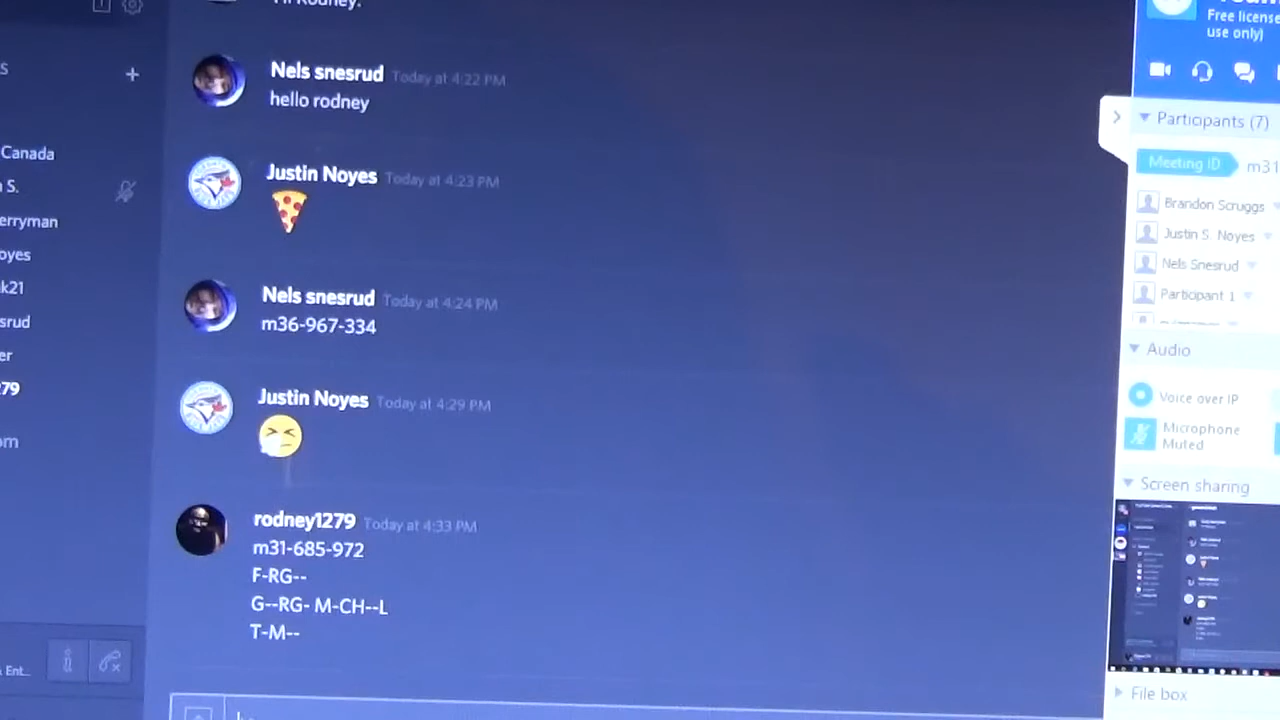 Free license
use only)
Nels snesrud Today at 4:22 PM
hello rodney
Participants (7)
Meeting ID m31
Canada
Justin Noyes Today at 4:23 PM
S.
erryman
Brandon Scruggs
Justin S. Noyes
Nels Snesrud
Participant 1
oyes
k21
srud
er
79
om
Nels snesrud Today at 4:24 PM
m36-967-334
Audio
Voice over IP
Microphone
Muted
Justin Noyes Today at 4:29 PM
Screen sharing
rodney1279 Today at 4:33 PM
m31-685-972
F-RG--
G--RG- M-CH--L
T-M--
Ent...
File box